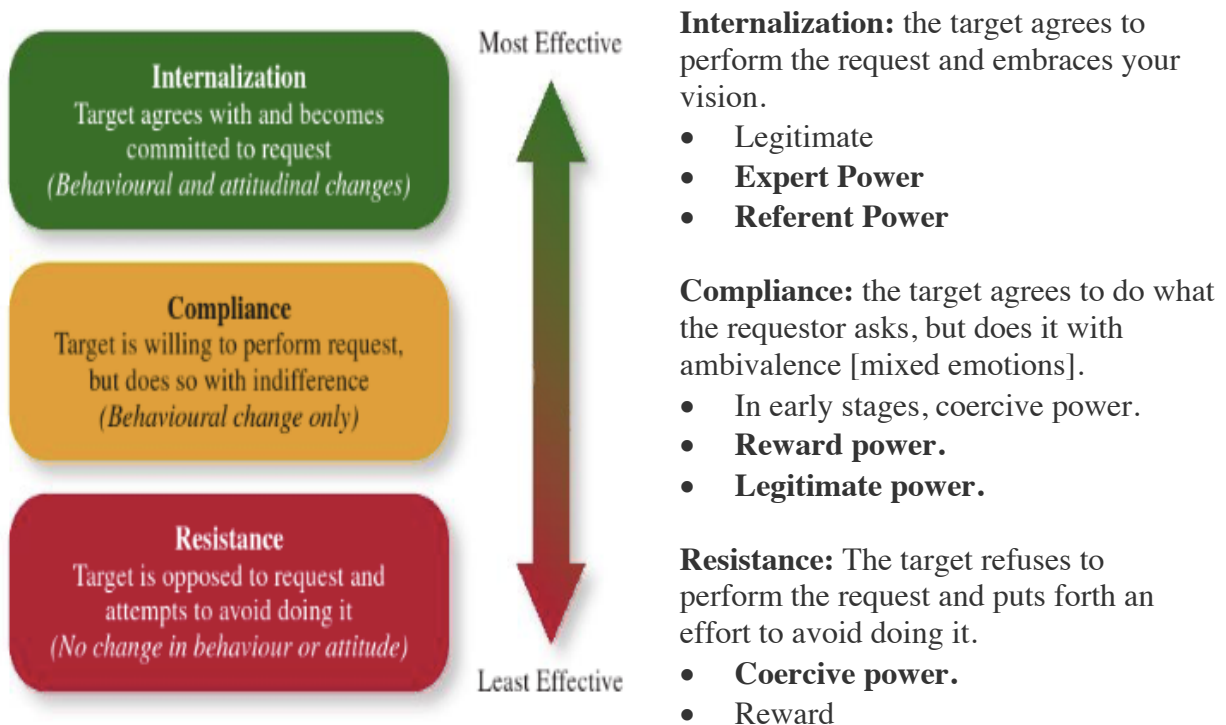 Internalization
Target agrees with and becomes
committed to request
(Behavioural and attitudinal changes)
Compliance
Target is willing to perform request,
but does so with indifference
(Behavioural change only)
Resistance
Target is opposed to request and
attempts to avoid doing it
(No change in behaviour or attitude)
Most Effective
Least Effective
Internalization: the target agrees to
perform the request and embraces your
vision.
• Legitimate
• Expert Power
• Referent Power
Compliance: the target agrees to do what
the requestor asks, but does it with
ambivalence [mixed emotions].
• In early stages, coercive power.
• Reward power.
• Legitimate power.
Resistance: The target refuses to
perform the request and puts forth an
effort to avoid doing it.
• Coercive power.
• Reward